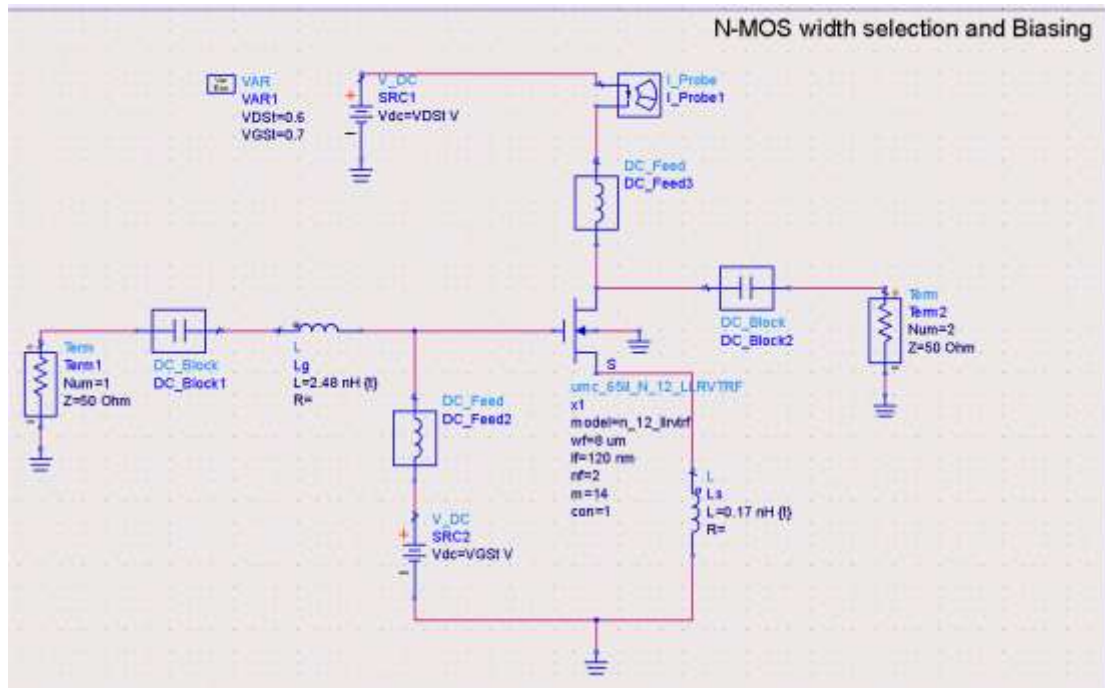 N-MOS width selection and Biasing
Var
Eqn
VAR
VAR1
VDSt=0.6
VGSt=0.7
V_DC
SRC1
Vdc=VDSt V
I_Probe
I_Probe1
DC_Feed
DC_Feed3
Term
Term1
Num=1
Z=50 Ohm
DC_Block
DC_Block1
L
Lg
L=2.48 nH {t}
R=
DC_Feed
DC_Feed2
V_DC
SRC2
Vdc=VGSt V
S
umc_65ll_N_12_LLRVTRF
x1
model=n_12_llrvtrf
wf=8 um
lf=120 nm
nf=2
m=14
con=1
L
Ls
L=0.17 nH {t}
R=
DC_Block
DC_Block2
Term
Term2
Num=2
Z=50 Ohm